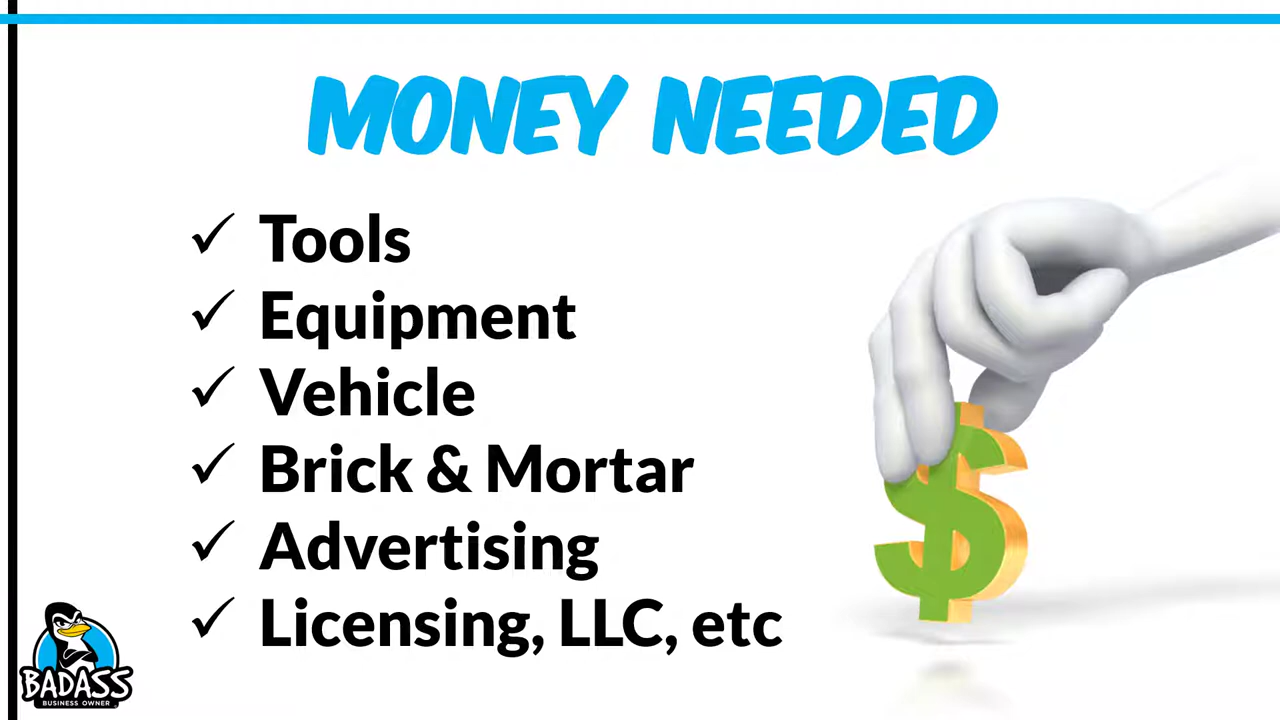 MONEY NEEDED
✓ Tools
✓ Equipment
✓ Vehicle
✓ Brick & Mortar
✓ Advertising
✓ Licensing, LLC, etc
BADASS
BUSINESS OWNER